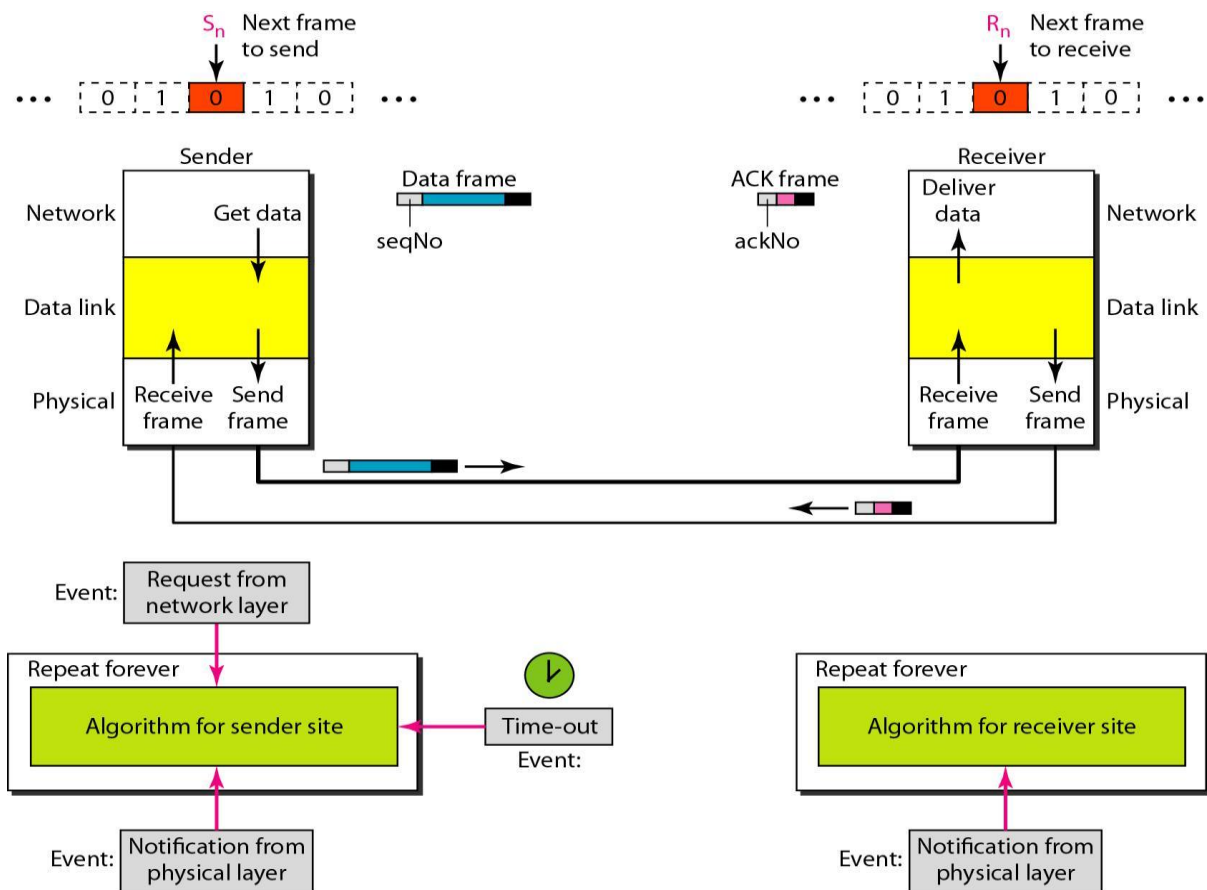 Sn Next frame
to send
Rn Next frame
to receive
... 0 1 0 1 0 ...
... 0 1 0 1 0 ...
Sender
Receiver
Data frame
ACK frame
seqNo
ackNo
Network
Get data
Deliver
data
Network
Data link
Data link
Physical
Receive
frame
Send
frame
Receive
frame
Send
frame
Physical
Event:
Request from
network layer
Repeat forever
Algorithm for sender site
Time-out
Event:
Event:
Notification from
physical layer
Repeat forever
Algorithm for receiver site
Event:
Notification from
physical layer